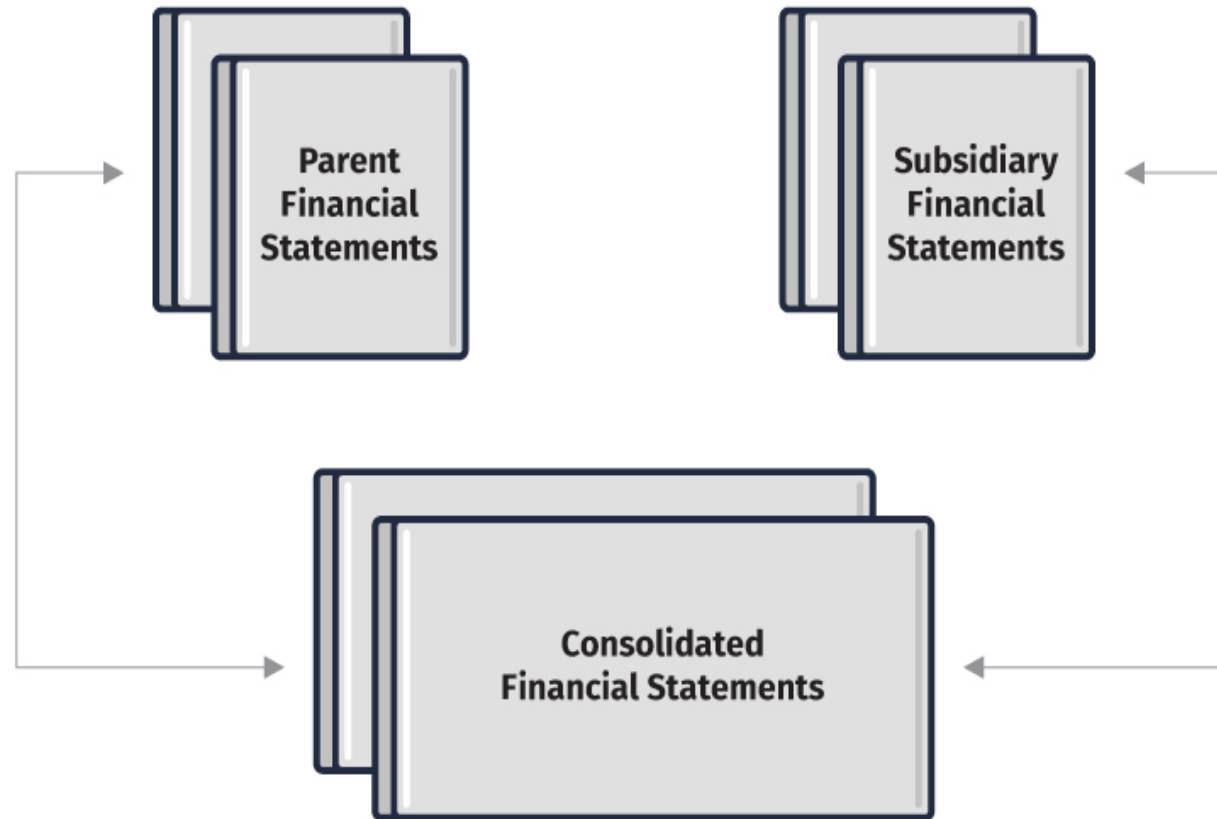 Parent
Financial
Statements
Subsidiary
Financial
Statements
Consolidated
Financial Statements